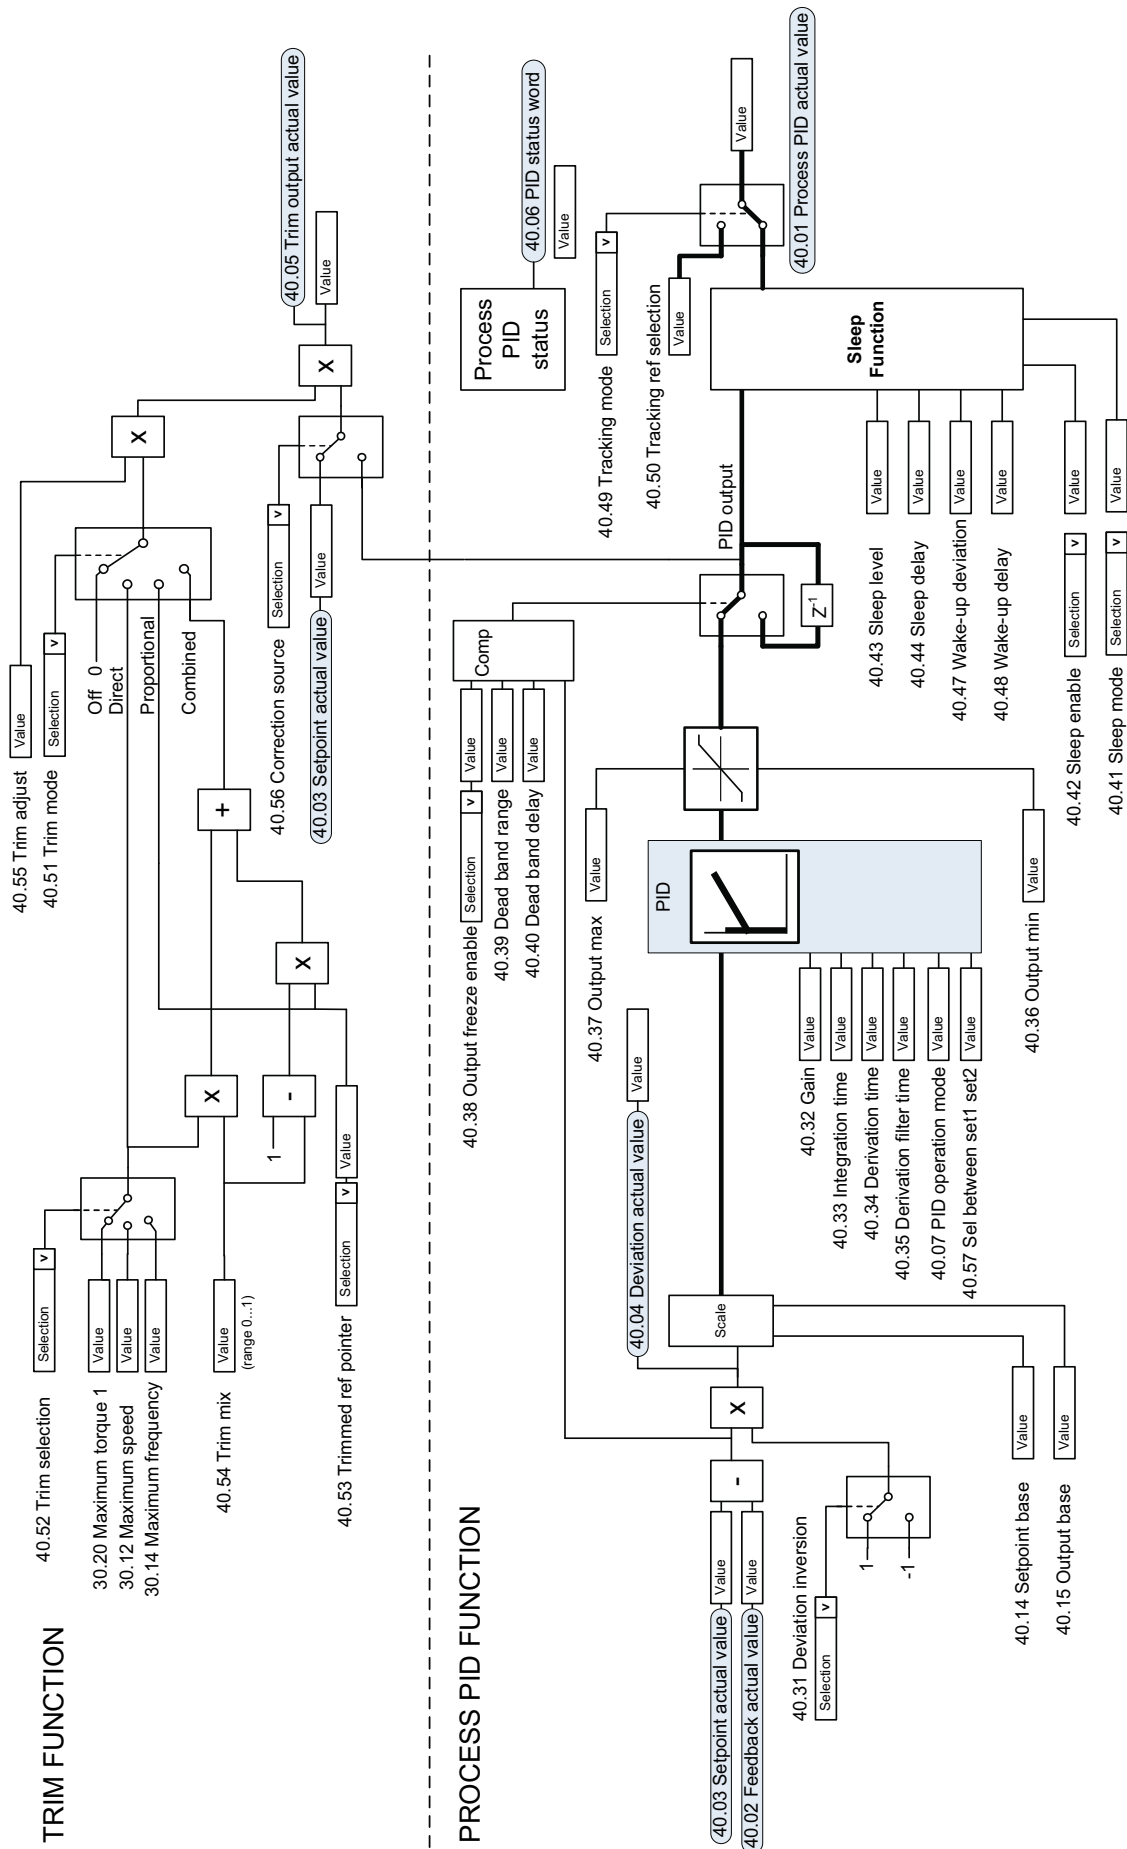 TRIM FUNCTION
40.55 Trim adjust
Value
40.51 Trim mode
Selection
v
40.52 Trim selection
Selection
v
30.20 Maximum torque 1
Value
30.12 Maximum speed
Value
30.14 Maximum frequency
Value
40.54 Trim mix
Value
(range 0...1)
40.53 Trimmed ref pointer
Selection
v
Value
X
1
-
X
+
Off 0
Direct
Proportional
Combined
X
40.56 Correction source
Selection
v
40.03 Setpoint actual value
Value
X
40.05 Trim output actual value
Value
PROCESS PID FUNCTION
40.38 Output freeze enable
Selection
v
Value
40.39 Dead band range
Value
40.40 Dead band delay
Value
Comp
Process
PID
status
40.06 PID status word
Value
40.49 Tracking mode
Selection
v
40.50 Tracking ref selection
Value
Value
40.01 Process PID actual value
40.37 Output max
Value
40.04 Deviation actual value
Value
40.03 Setpoint actual value
Value
40.02 Feedback actual value
Value
-
X
Scale
PID
PID output
Z-1
Sleep
Function
40.31 Deviation inversion
Selection
v
1
-1
40.14 Setpoint base
Value
40.15 Output base
Value
40.32 Gain
Value
40.33 Integration time
Value
40.34 Derivation time
Value
40.35 Derivation filter time
Value
40.07 PID operation mode
Value
40.57 Sel between set1 set2
Value
40.36 Output min
Value
40.43 Sleep level
Value
40.44 Sleep delay
Value
40.47 Wake-up deviation
Value
40.48 Wake-up delay
Value
40.42 Sleep enable
Selection
v
Value
40.41 Sleep mode
Selection
v
Value